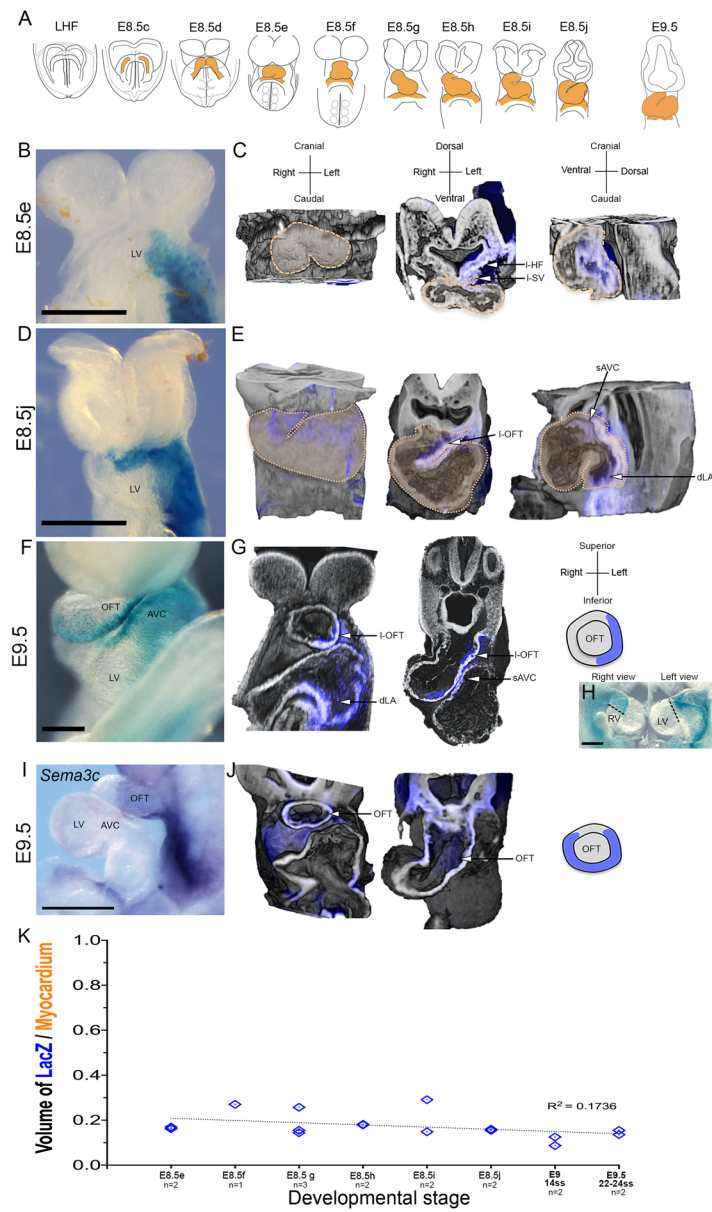 A
LHF
E8.5c
E8.5d
E8.5e
E8.5f
E8.5g
E8.5h
E8.5i
E8.5j
E9.5
B
E8.5e
LV
C
Cranial
Right
Left
Caudal
Dorsal
Right
Left
Ventral
Cranial
Ventral
Dorsal
Caudal
l-HF
l-SV
D
E8.5j
LV
E
sAVC
l-OFT
dLA
F
E9.5
OFT
AVC
LV
G
l-OFT
dLA
l-OFT
sAVC
Superior
Right
Left
Inferior
OFT
H
Right view
Left view
RV
LV
I
Sema3c
E9.5
OFT
LV
AVC
J
OFT
OFT
OFT
K
Volume of LacZ / Myocardium
1.0
0.8
0.6
0.4
0.2
0.0
R2 = 0.1736
E8.5e
n=2
E8.5f
n=1
E8.5 g
n=3
E8.5h
n=2
E8.5i
n=2
E8.5j
n=2
E9
14ss
n=2
E9.5
22-24ss
n=2
Developmental stage